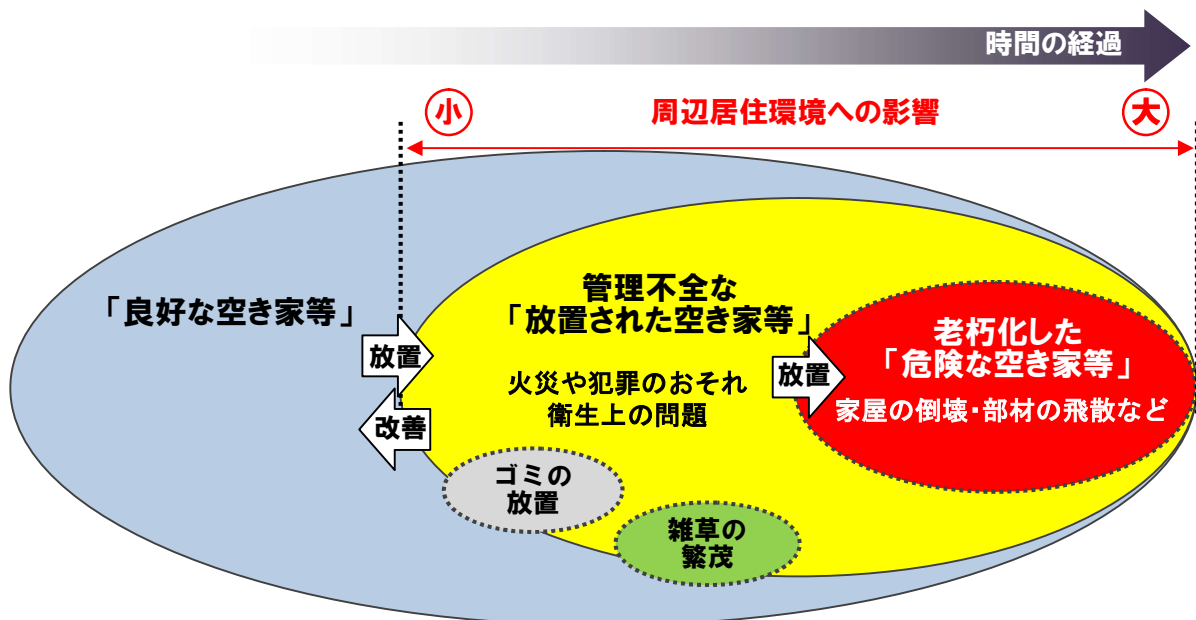 時間の経過
小
周辺居住環境への影響
大
「良好な空き家等」
放置
改善
管理不全な
「放置された空き家等」
火災や犯罪のおそれ
衛生上の問題
放置
老朽化した
「危険な空き家等」
家屋の倒壊・部材の飛散など
ゴミの
放置
雑草の
繁茂